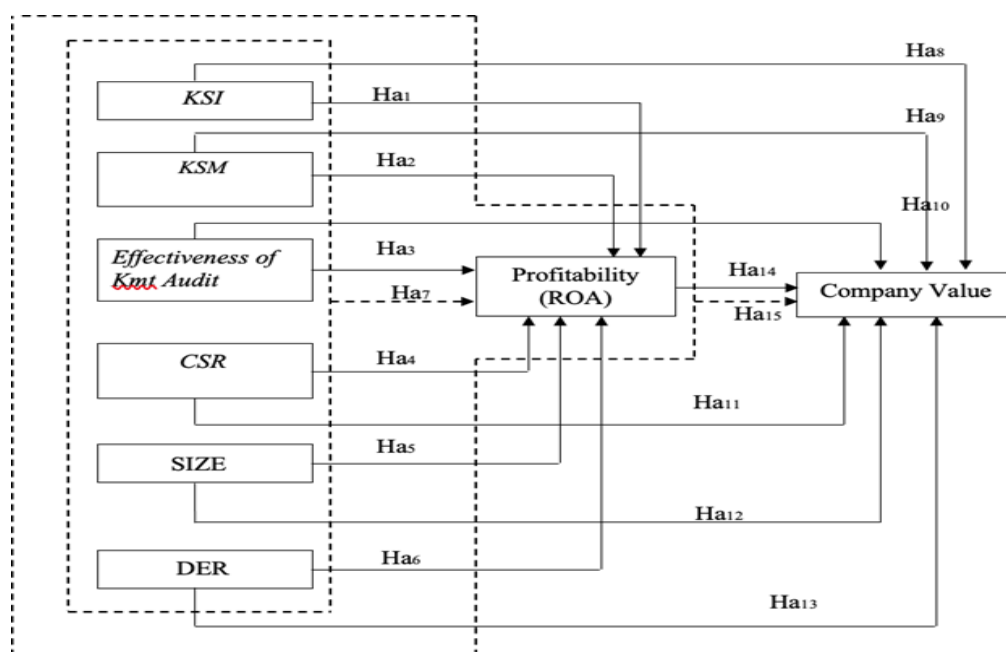 Ha8
KSI
Ha1
Ha9
KSM
Ha2
Ha10
Effectiveness of
Kmt Audit
Ha3
Profitability
(ROA)
Ha14
Company Value
Ha7
Ha15
CSR
Ha4
Ha11
SIZE
Ha5
Ha12
DER
Ha6
Ha13